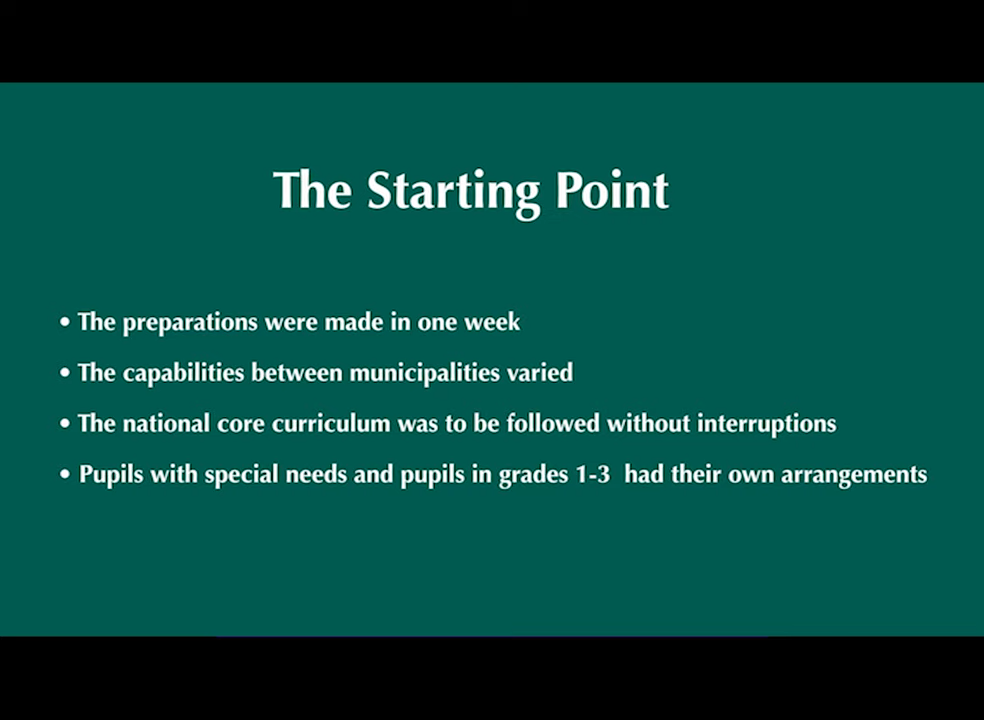 The Starting Point
• The preparations were made in one week
• The capabilities between municipalities varied
• The national core curriculum was to be followed without interruptions
• Pupils with special needs and pupils in grades 1-3  had their own arrangements